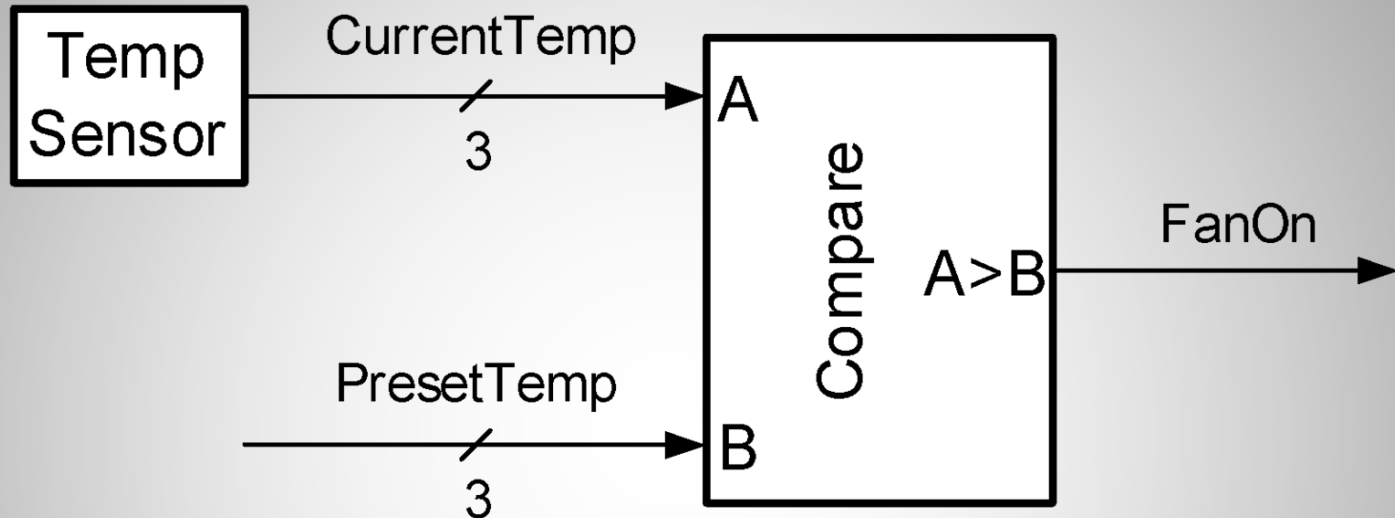 Temp
Sensor
CurrentTemp
3
A
Compare
A>B
FanOn
PresetTemp
3
B